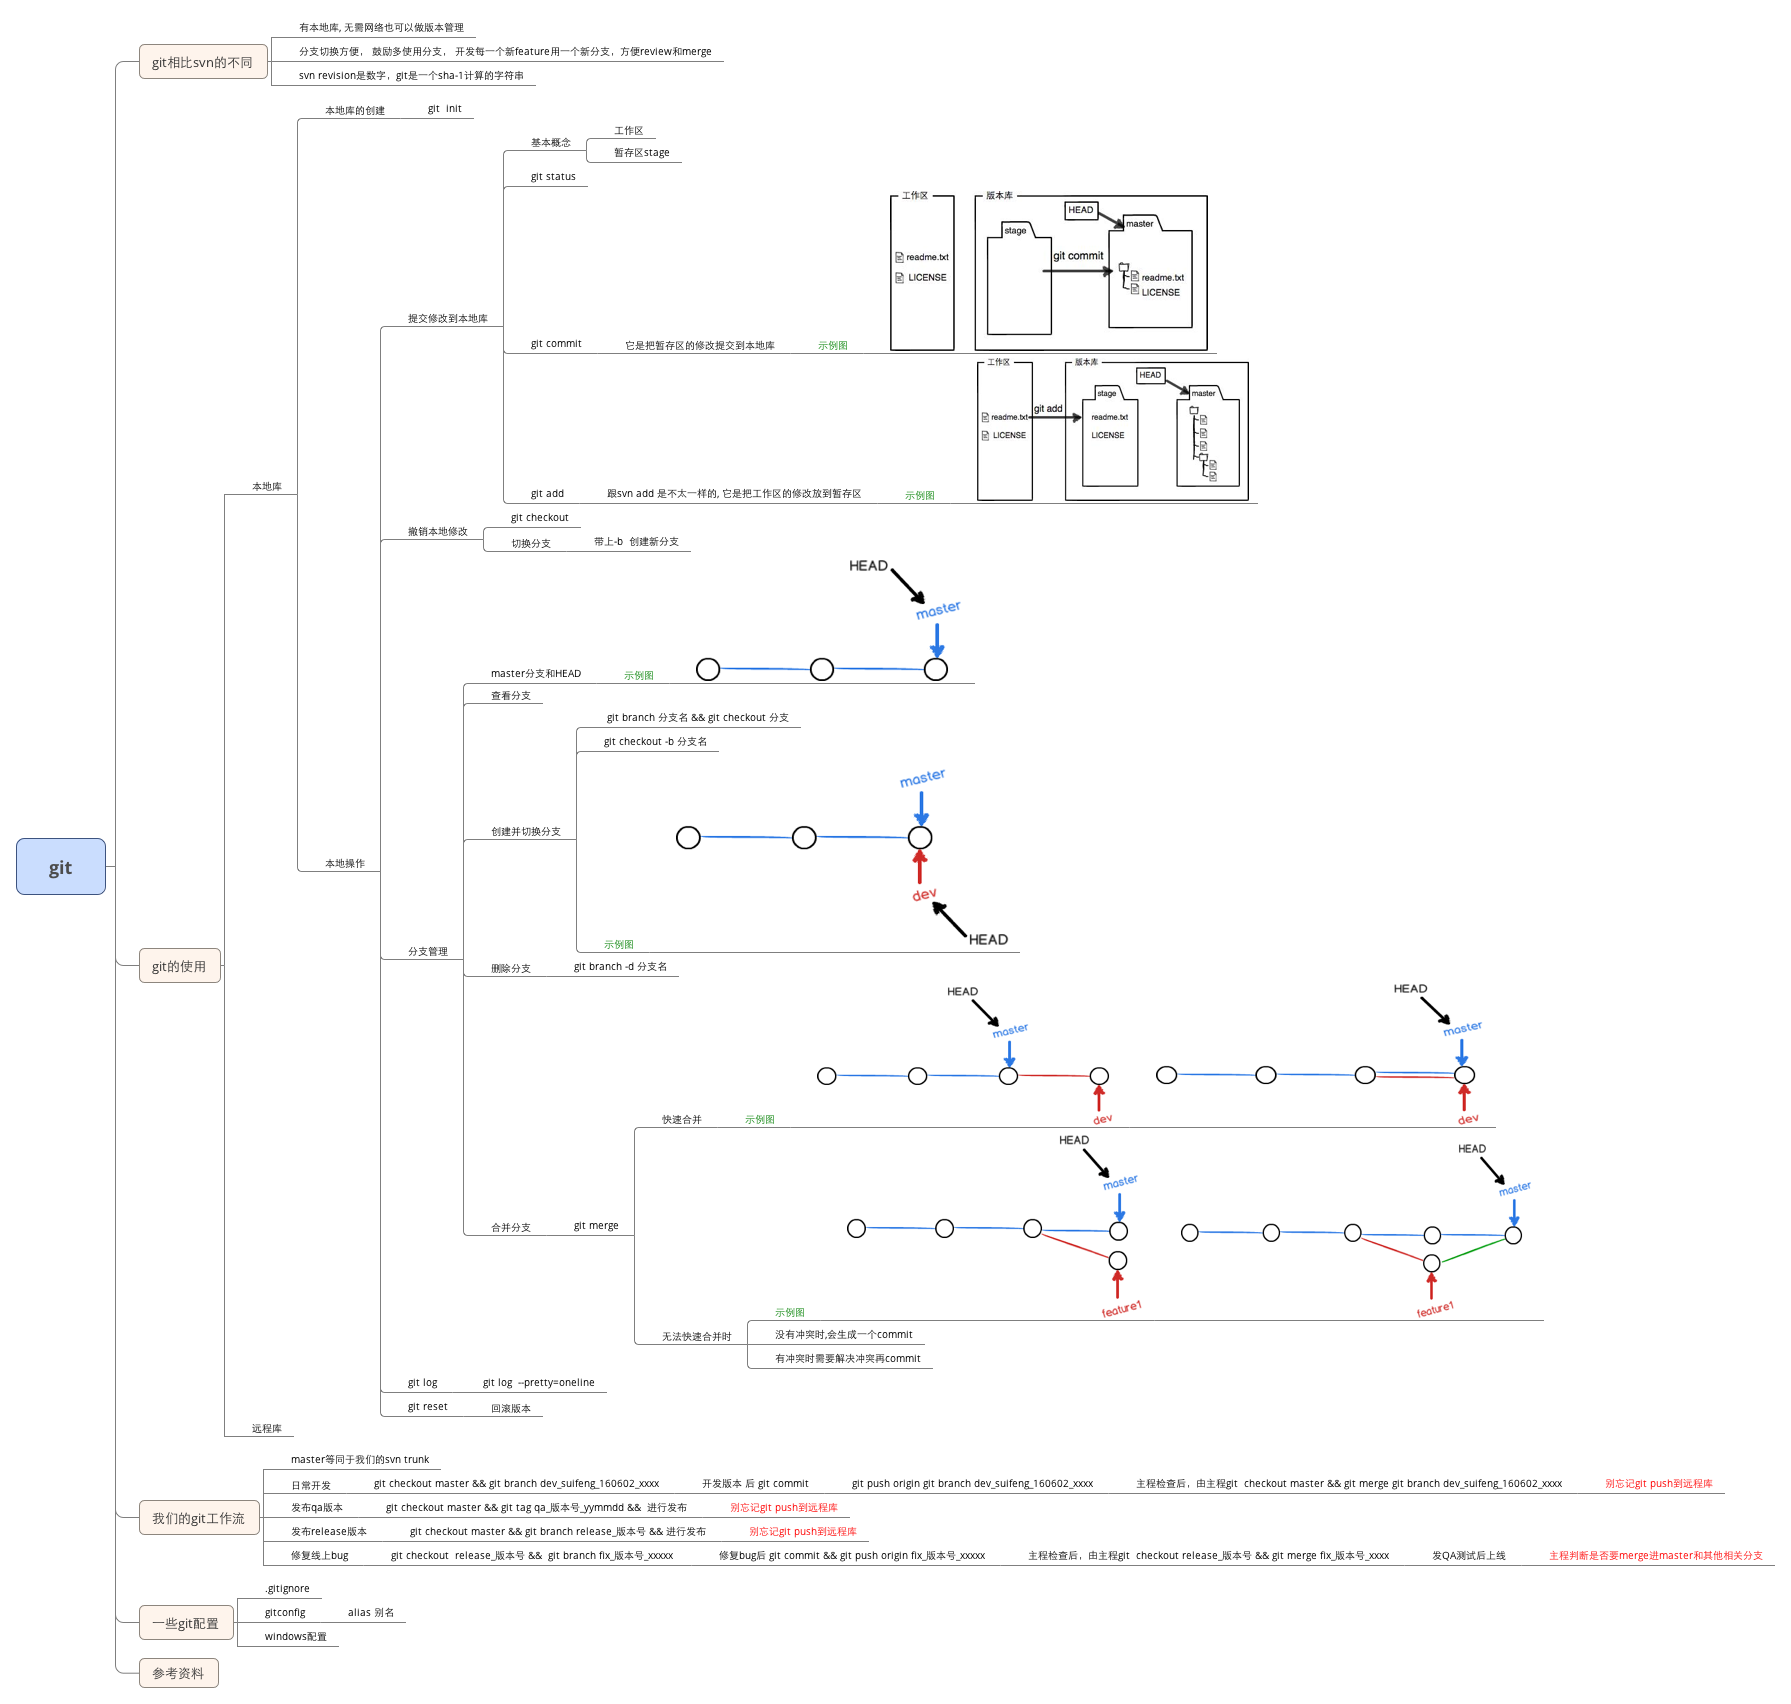 git
git相比svn的不同
有本地库, 无需网络也可以做版本管理
分支切换方便， 鼓励多使用分支， 开发每一个新feature用一个新分支，方便review和merge
svn revision是数字，git是一个sha-1计算的字符串
git的使用
本地库
本地库的创建
git  init
本地操作
提交修改到本地库
基本概念
工作区
暂存区stage
git status
git commit
它是把暂存区的修改提交到本地库
示例图
工作区
readme.txt
LICENSE
版本库
HEAD
stage
master
git commit
readme.txt
LICENSE
git add
跟svn add 是不太一样的, 它是把工作区的修改放到暂存区
示例图
工作区
readme.txt
LICENSE
git add
版本库
HEAD
stage
master
readme.txt
LICENSE
撤销本地修改
git checkout
切换分支
带上-b  创建新分支
分支管理
master分支和HEAD
示例图
HEAD
master
查看分支
创建并切换分支
git branch 分支名 && git checkout 分支
git checkout -b 分支名
示例图
master
dev
HEAD
删除分支
git branch -d 分支名
合并分支
git merge
快速合并
示例图
HEAD
master
dev
HEAD
master
dev
无法快速合并时
示例图
HEAD
master
feature1
HEAD
master
feature1
没有冲突时,会生成一个commit
有冲突时需要解决冲突再commit
git log
git log  --pretty=oneline
git reset
回滚版本
远程库
我们的git工作流
master等同于我们的svn trunk
日常开发
git checkout master && git branch dev_suifeng_160602_xxxx
开发版本 后 git commit
git push origin git branch dev_suifeng_160602_xxxx
主程检查后，由主程git  checkout master && git merge git branch dev_suifeng_160602_xxxx
别忘记git push到远程库
发布qa版本
git checkout master && git tag qa_版本号_yymmdd &&  进行发布
别忘记git push到远程库
发布release版本
git checkout master && git branch release_版本号 && 进行发布
别忘记git push到远程库
修复线上bug
git checkout  release_版本号 &&  git branch fix_版本号_xxxxx
修复bug后 git commit && git push origin fix_版本号_xxxxx
主程检查后，由主程git  checkout release_版本号 && git merge fix_版本号_xxxx
发QA测试后上线
主程判断是否要merge进master和其他相关分支
一些git配置
.gitignore
gitconfig
alias 别名
windows配置
参考资料